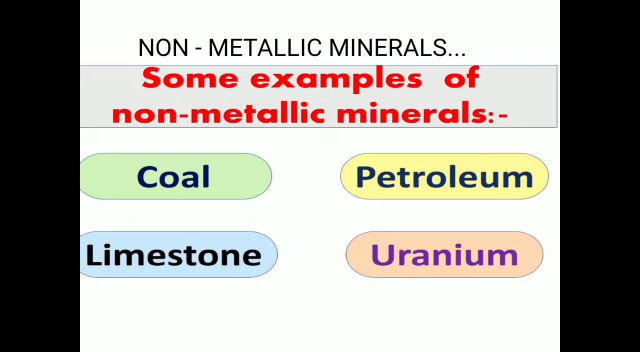 NON - METALLIC MINERALS...
Some examples of
non-metallic minerals:-
Coal
Petroleum
Limestone
Uranium